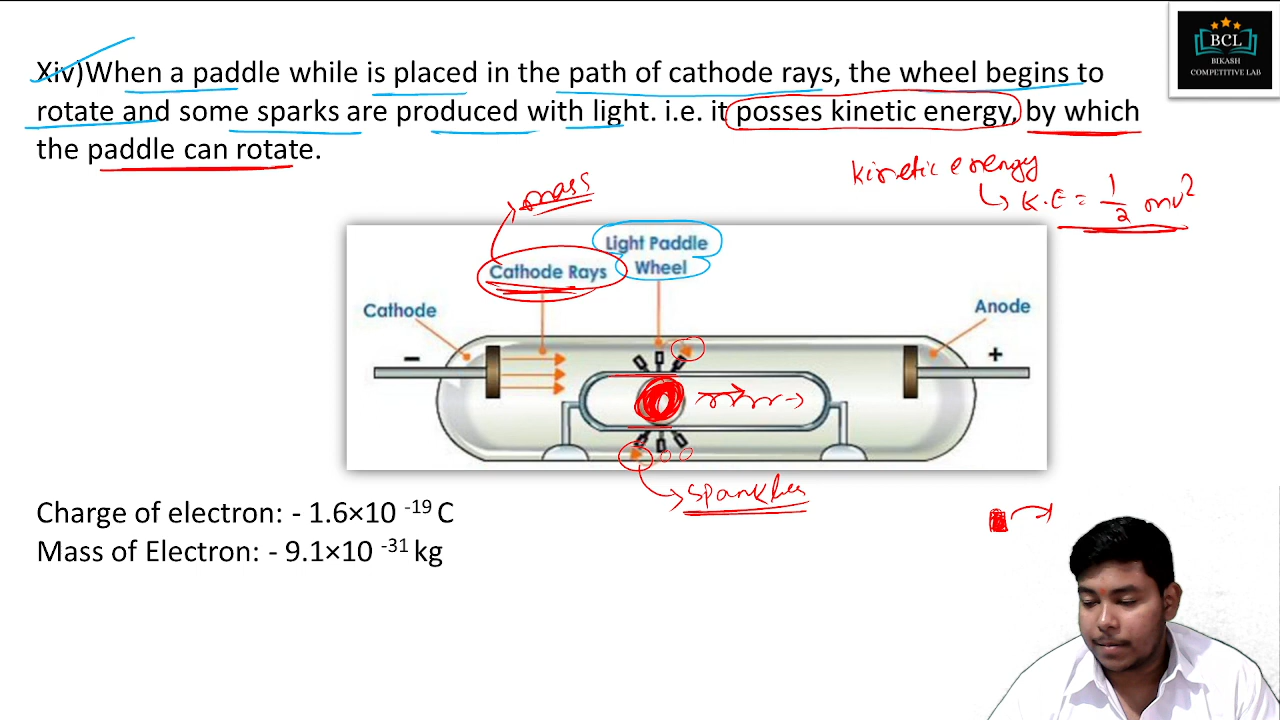 Xiv)When a paddle while is placed in the path of cathode rays, the wheel begins to
rotate and some sparks are produced with light. i.e. it posses kinetic energy, by which
the paddle can rotate.
BCL
BIKASH
COMPETITIVE LAB
kinetic energy
K.E = 1/2 mv²
mass
Light Paddle
Wheel
Cathode Rays
Cathode
Anode
−
+
Charge of electron: - 1.6×10 ⁻¹⁹ C
Mass of Electron: - 9.1×10 ⁻³¹ kg